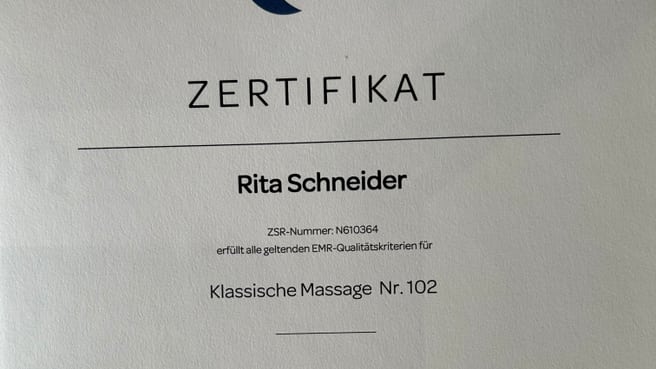 ZERTIFIKAT
Rita Schneider
ZSR-Nummer: N610364
erfüllt alle geltenden EMR-Qualitätskriterien für
Klassische Massage Nr. 102